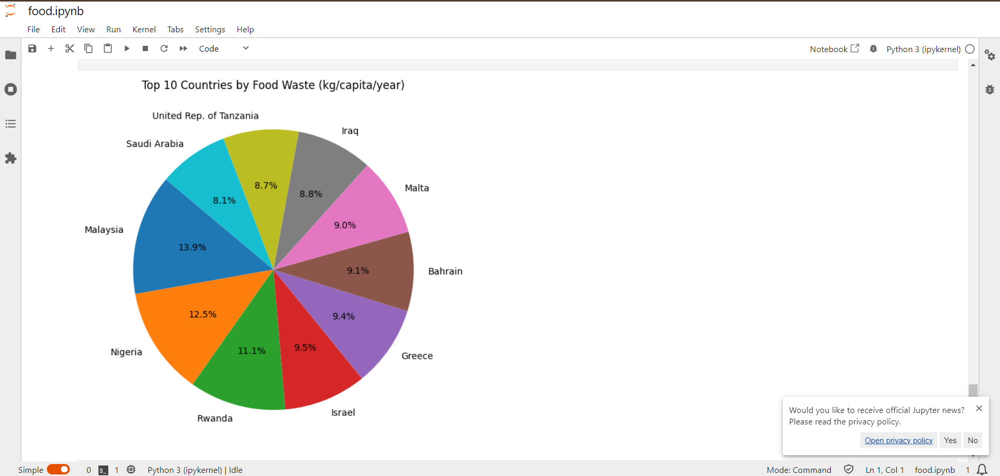 food.ipynb
File Edit View Run Kernel Tabs Settings Help
Code
Notebook
Python 3 (ipykernel)
Top 10 Countries by Food Waste (kg/capita/year)
United Rep. of Tanzania
Iraq
Saudi Arabia
8.7%
Malta
8.8%
8.1%
9.0%
Malaysia
13.9%
9.1%
Bahrain
12.5%
9.4%
Nigeria
11.1%
9.5%
Greece
Israel
Rwanda
Would you like to receive official Jupyter news?
Please read the privacy policy.
Open privacy policy Yes No
Simple 0 $_ 1 Python 3 (ipykernel) | Idle Mode: Command Ln 1, Col 1 food.ipynb 1